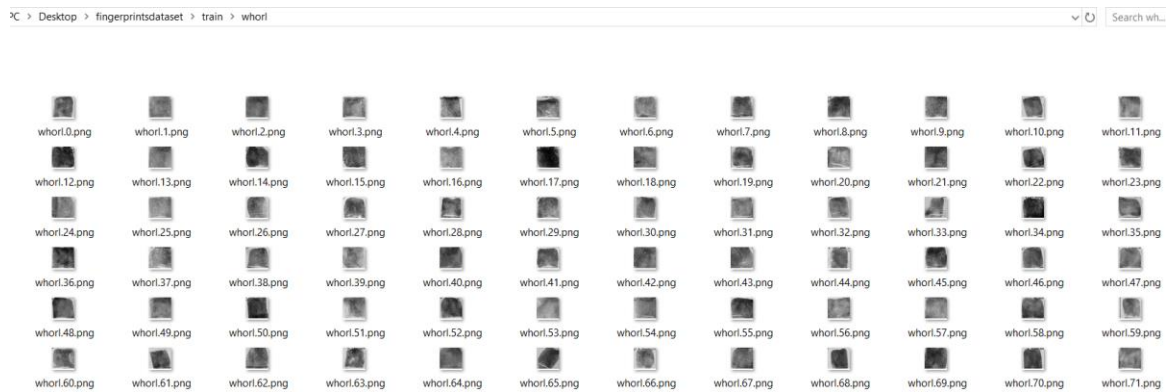 PC > Desktop > fingerprintsdataset > train > whorl Search wh...
whorl.0.png whorl.1.png whorl.2.png whorl.3.png whorl.4.png whorl.5.png whorl.6.png whorl.7.png whorl.8.png whorl.9.png whorl.10.png whorl.11.png
whorl.12.png whorl.13.png whorl.14.png whorl.15.png whorl.16.png whorl.17.png whorl.18.png whorl.19.png whorl.20.png whorl.21.png whorl.22.png whorl.23.png
whorl.24.png whorl.25.png whorl.26.png whorl.27.png whorl.28.png whorl.29.png whorl.30.png whorl.31.png whorl.32.png whorl.33.png whorl.34.png whorl.35.png
whorl.36.png whorl.37.png whorl.38.png whorl.39.png whorl.40.png whorl.41.png whorl.42.png whorl.43.png whorl.44.png whorl.45.png whorl.46.png whorl.47.png
whorl.48.png whorl.49.png whorl.50.png whorl.51.png whorl.52.png whorl.53.png whorl.54.png whorl.55.png whorl.56.png whorl.57.png whorl.58.png whorl.59.png
whorl.60.png whorl.61.png whorl.62.png whorl.63.png whorl.64.png whorl.65.png whorl.66.png whorl.67.png whorl.68.png whorl.69.png whorl.70.png whorl.71.png